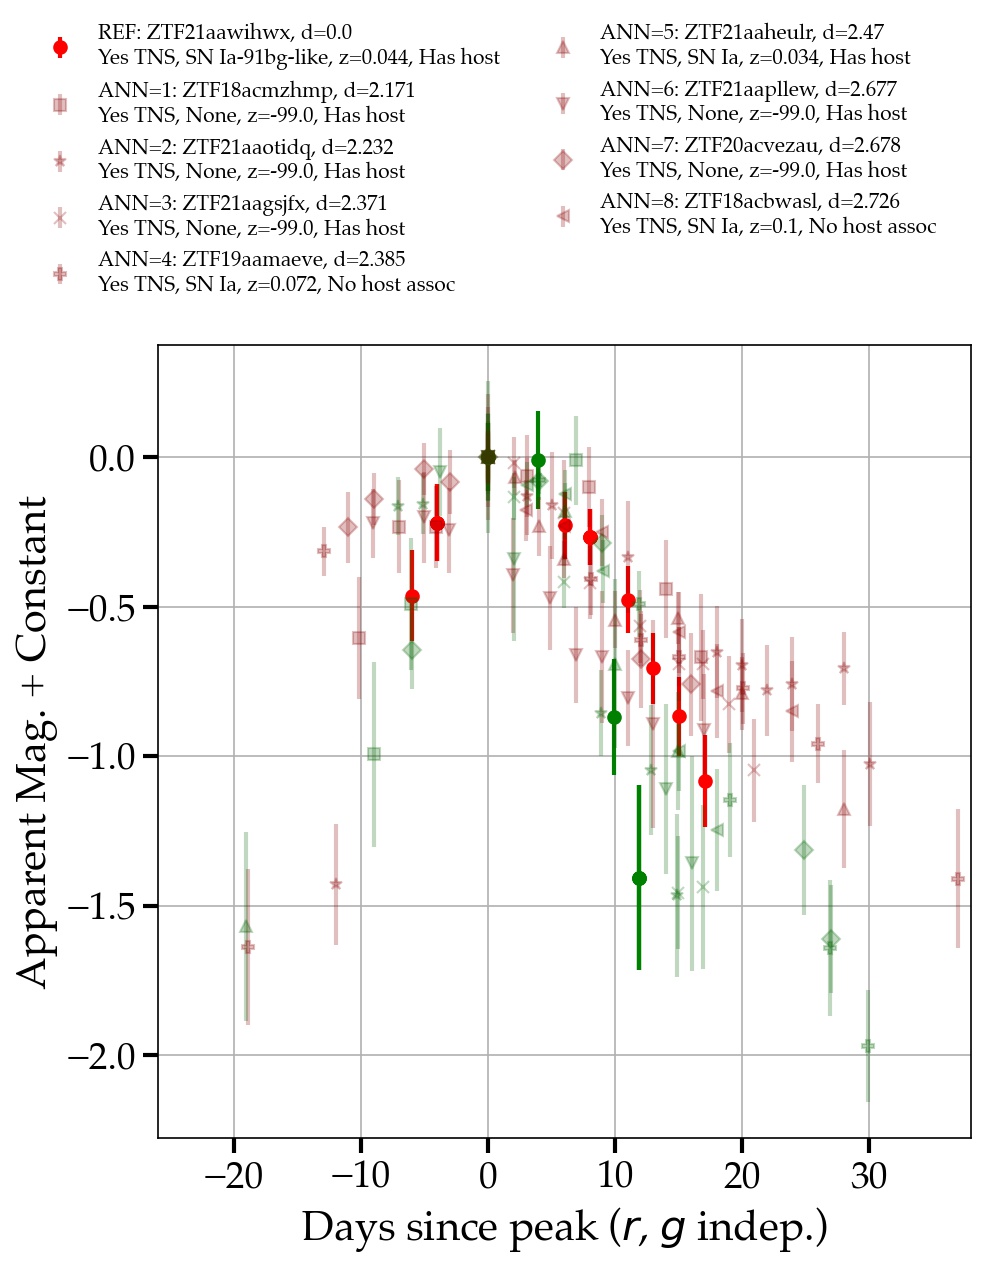 REF: ZTF21aawihwx, d=0.0
Yes TNS, SN Ia-91bg-like, z=0.044, Has host
ANN=1: ZTF18acmzhmp, d=2.171
Yes TNS, None, z=-99.0, Has host
ANN=2: ZTF21aaotidq, d=2.232
Yes TNS, None, z=-99.0, Has host
ANN=3: ZTF21aagsjfx, d=2.371
Yes TNS, None, z=-99.0, Has host
ANN=4: ZTF19aamaeve, d=2.385
Yes TNS, SN Ia, z=0.072, No host assoc
ANN=5: ZTF21aaheulr, d=2.47
Yes TNS, SN Ia, z=0.034, Has host
ANN=6: ZTF21aapllew, d=2.677
Yes TNS, None, z=-99.0, Has host
ANN=7: ZTF20acvezau, d=2.678
Yes TNS, None, z=-99.0, Has host
ANN=8: ZTF18acbwasl, d=2.726
Yes TNS, SN Ia, z=0.1, No host assoc
Apparent Mag. + Constant
0.0
−0.5
−1.0
−1.5
−2.0
−20 −10 0 10 20 30
Days since peak (r, g indep.)